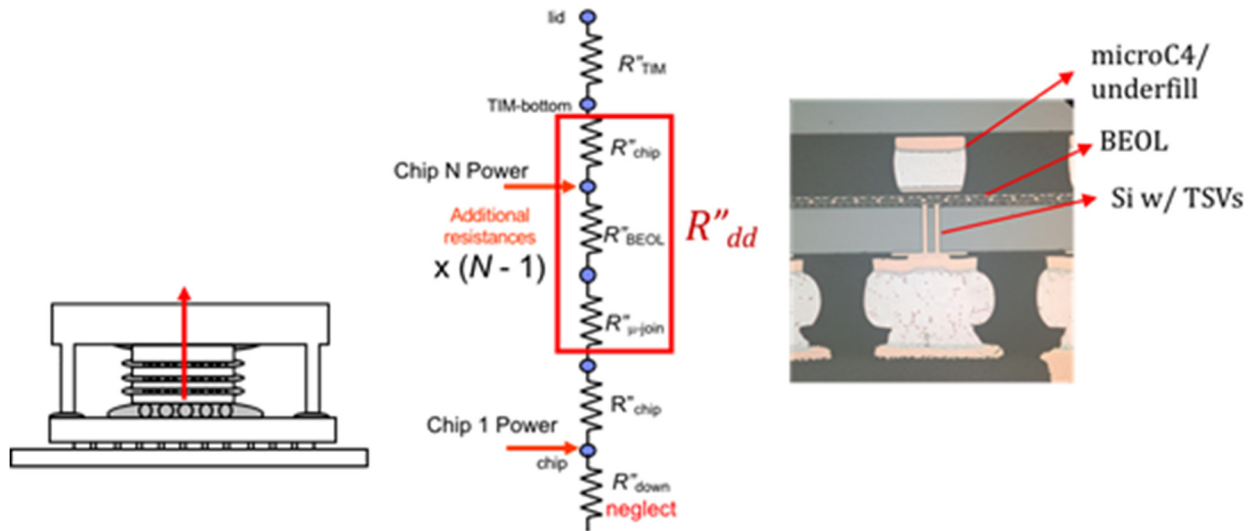 lid
R"TIM
TIM-bottom
R"chip
Chip N Power
Additional
resistances
x (N - 1)
R"BEOL
R"dd
R"μ-join
R"chip
Chip 1 Power
chip
R"down
neglect
microC4/
underfill
BEOL
Si w/ TSVs